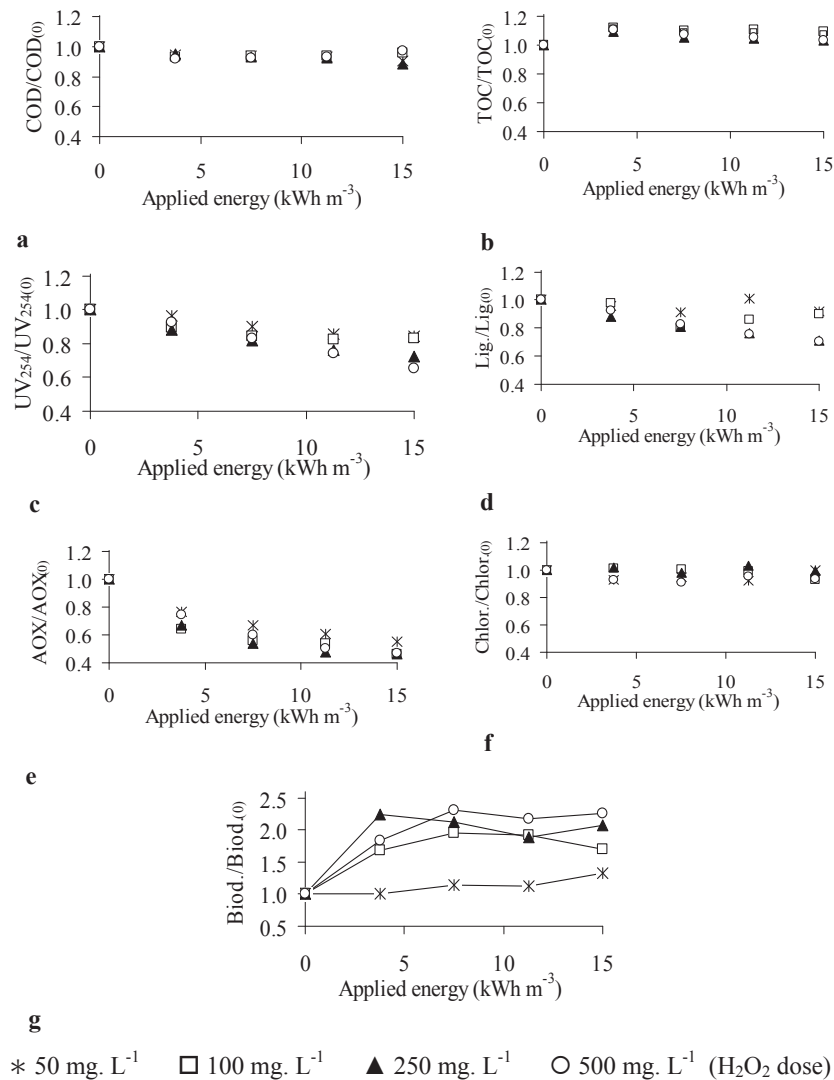 COD/COD(0)
1.2
1.0
0.8
0.6
0.4
0 5 10 15
Applied energy (kWh m-3)
a
TOC/TOC(0)
1.2
1.0
0.8
0.6
0.4
0 5 10 15
Applied energy (kWh m-3)
b
UV254/UV254(0)
1.2
1.0
0.8
0.6
0.4
0 5 10 15
Applied energy (kWh m-3)
c
Lig./Lig(0)
1.2
1.0
0.8
0.6
0.4
0 5 10 15
Applied energy (kWh m-3)
d
AOX/AOX(0)
1.2
1.0
0.8
0.6
0.4
0 5 10 15
Applied energy (kWh m-3)
e
Chlor./Chlor.(0)
1.2
1.0
0.8
0.6
0.4
0 5 10 15
Applied energy (kWh m-3)
f
Biod./Biod.(0)
2.5
2.0
1.5
1.0
0.5
0 5 10 15
Applied energy (kWh m-3)
g
50 mg. L-1 100 mg. L-1 250 mg. L-1 500 mg. L-1 (H2O2 dose)